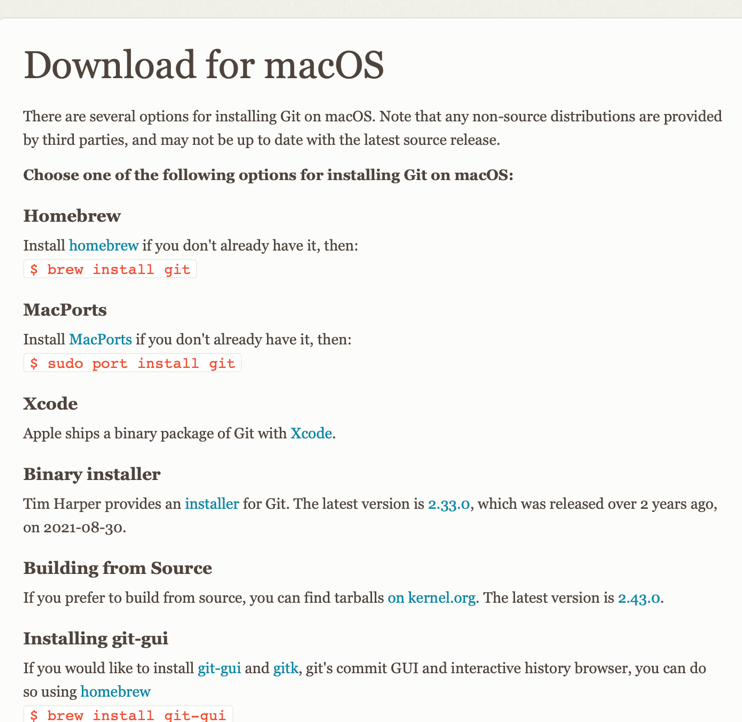 Download for macOS
There are several options for installing Git on macOS. Note that any non-source distributions are provided
by third parties, and may not be up to date with the latest source release.
Choose one of the following options for installing Git on macOS:
Homebrew
Install homebrew if you don't already have it, then:
$ brew install git
MacPorts
Install MacPorts if you don't already have it, then:
$ sudo port install git
Xcode
Apple ships a binary package of Git with Xcode.
Binary installer
Tim Harper provides an installer for Git. The latest version is 2.33.0, which was released over 2 years ago,
on 2021-08-30.
Building from Source
If you prefer to build from source, you can find tarballs on kernel.org. The latest version is 2.43.0.
Installing git-gui
If you would like to install git-gui and gitk, git's commit GUI and interactive history browser, you can do
so using homebrew
$ brew install git-gui